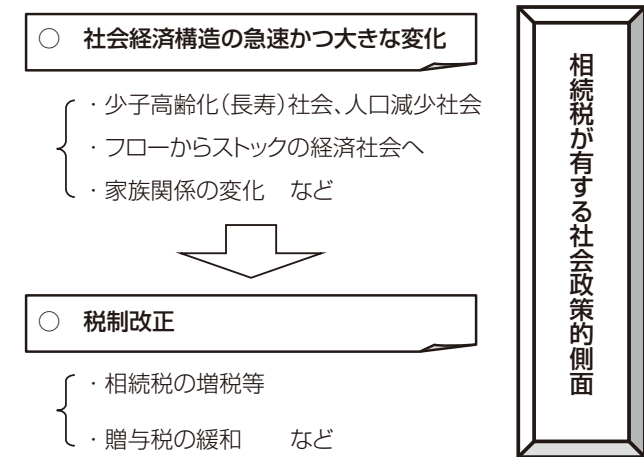 ○ 社会経済構造の急速かつ大きな変化
・少子高齢化(長寿)社会、人口減少社会
・フローからストックの経済社会へ
・家族関係の変化 など
○ 税制改正
・相続税の増税等
・贈与税の緩和 など
相続税が有する社会政策的側面